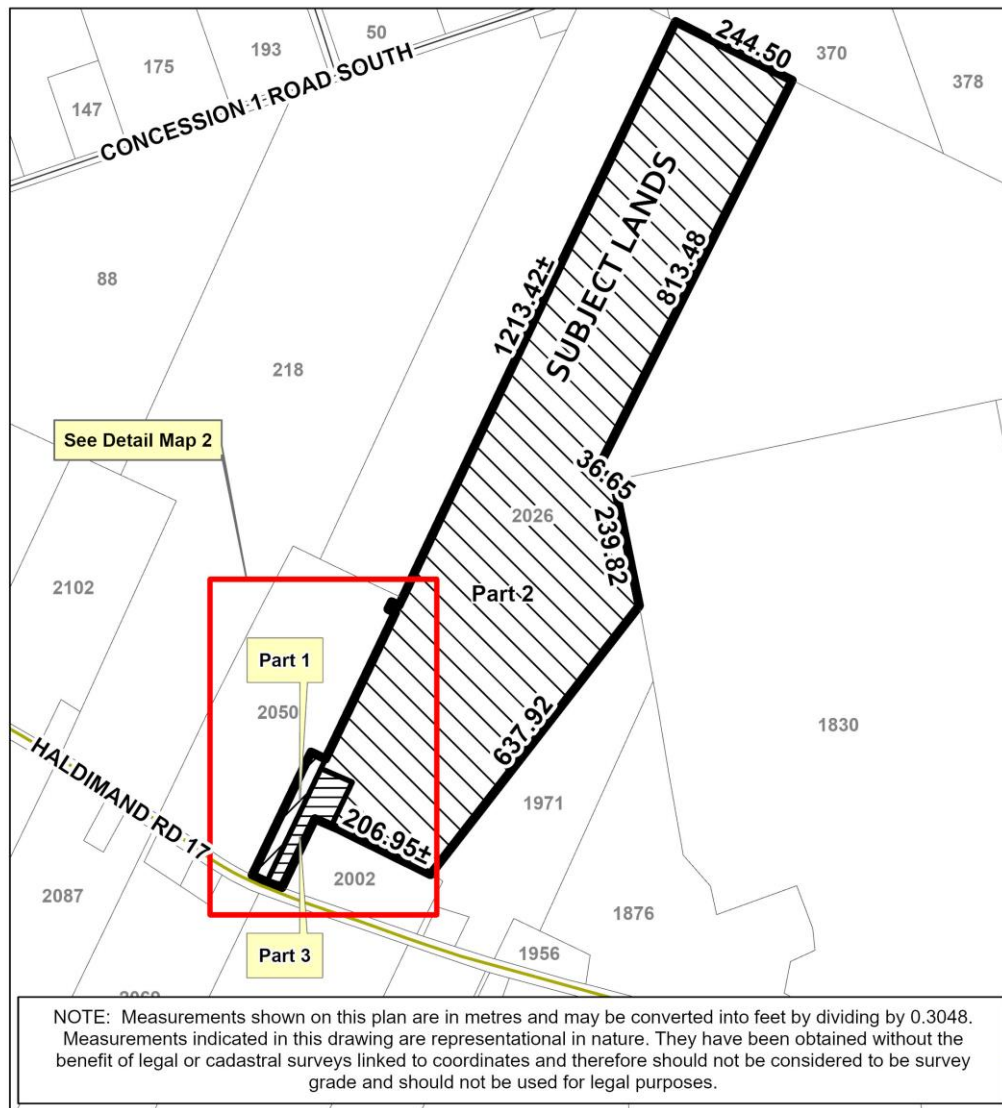 50
193
175
147
CONCESSION 1 ROAD SOUTH
244.50
370
378
SUBJECT LANDS
813.48
1213.42±
88
218
See Detail Map 2
36.65
2026
239.82
2102
Part 2
Part 1
2050
637.92
1830
HALDIMAND RD 17
206.95±
1971
2002
2087
1876
Part 3
1956
NOTE: Measurements shown on this plan are in metres and may be converted into feet by dividing by 0.3048.
Measurements indicated in this drawing are representational in nature. They have been obtained without the
benefit of legal or cadastral surveys linked to coordinates and therefore should not be considered to be survey
grade and should not be used for legal purposes.